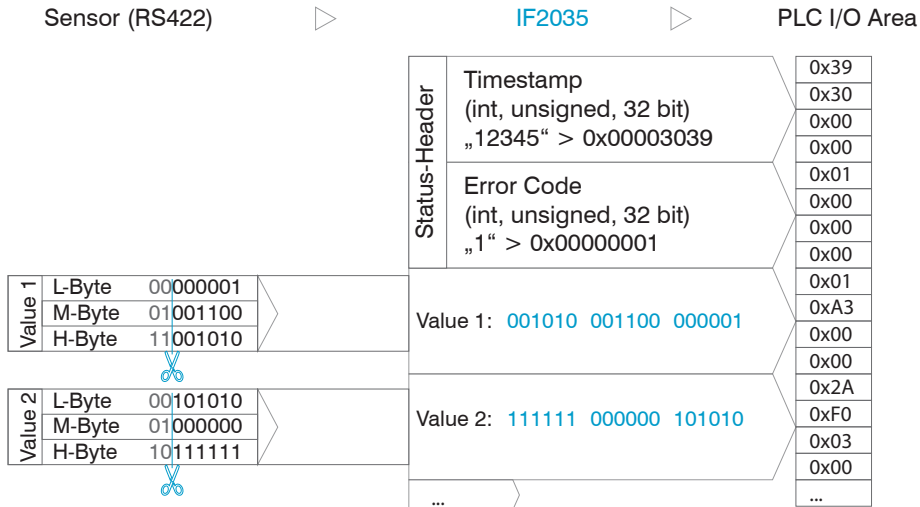 Sensor (RS422) IF2035 PLC I/O Area
Status-Header
Timestamp
(int, unsigned, 32 bit)
„12345“ > 0x00003039
Error Code
(int, unsigned, 32 bit)
„1“ > 0x00000001
0x39
0x30
0x00
0x00
0x01
0x00
0x00
0x00
Value 1
L-Byte 00000001
M-Byte 01001100
H-Byte 11001010
Value 1: 001010 001100 000001
0x01
0xA3
0x00
0x00
Value 2
L-Byte 00101010
M-Byte 01000000
H-Byte 10111111
Value 2: 111111 000000 101010
0x2A
0xF0
0x03
0x00
...
...